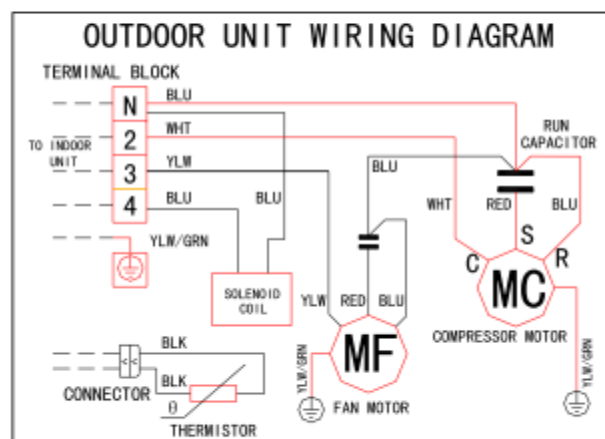 OUTDOOR UNIT WIRING DIAGRAM
TERMINAL BLOCK
N
BLU
2
WHT
TO INDOOR
UNIT
3
YLW
4
BLU
BLU
YLW/GRN
SOLENOID
COIL
BLU
RUN
CAPACITOR
WHT
RED
BLU
S
C
R
MC
COMPRESSOR MOTOR
YLW/GRN
YLW
RED
BLU
MF
YLW/GRN
FAN MOTOR
BLK
<<
BLK
CONNECTOR
θ
THERMISTOR